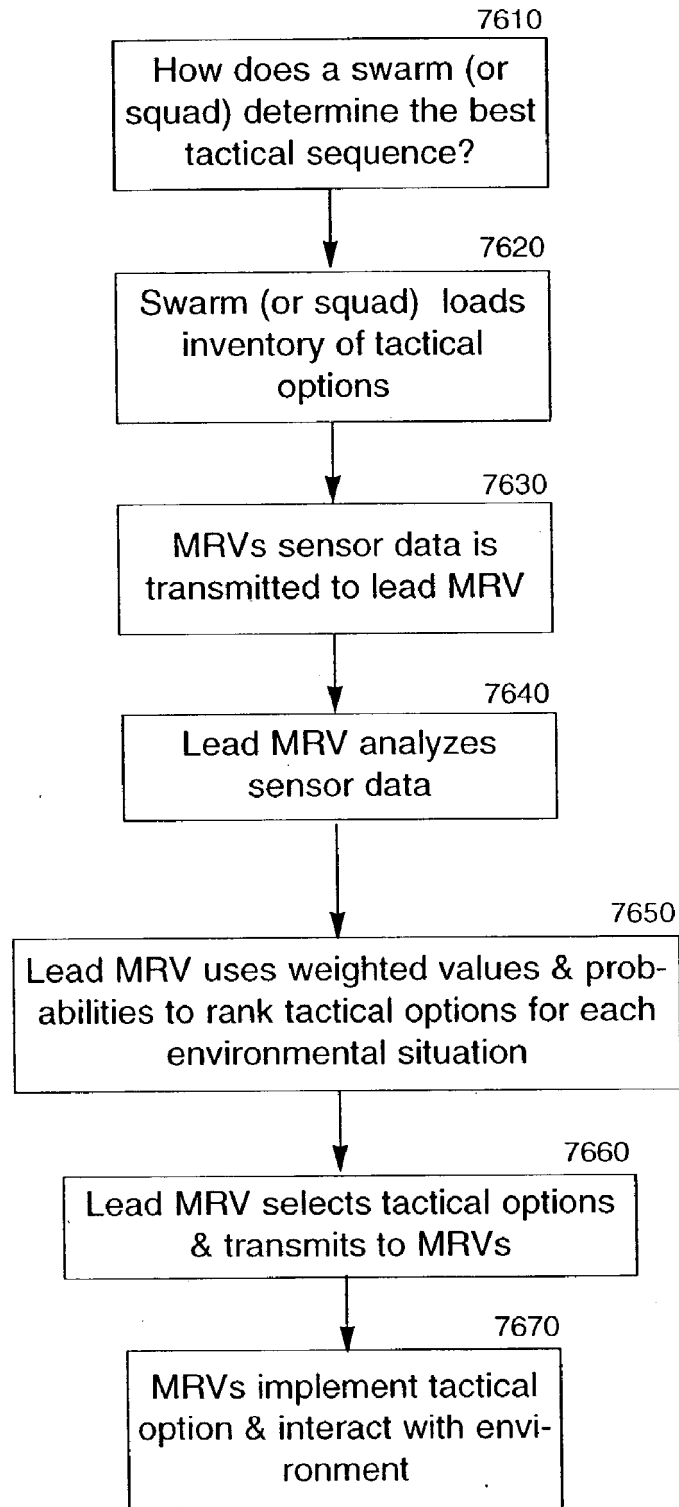 7610
How does a swarm (or
squad) determine the best
tactical sequence?
7620
Swarm (or squad) loads
inventory of tactical
options
7630
MRVs sensor data is
transmitted to lead MRV
7640
Lead MRV analyzes
sensor data
7650
Lead MRV uses weighted values & prob-
abilities to rank tactical options for each
environmental situation
7660
Lead MRV selects tactical options
& transmits to MRVs
7670
MRVs implement tactical
option & interact with envi-
ronment